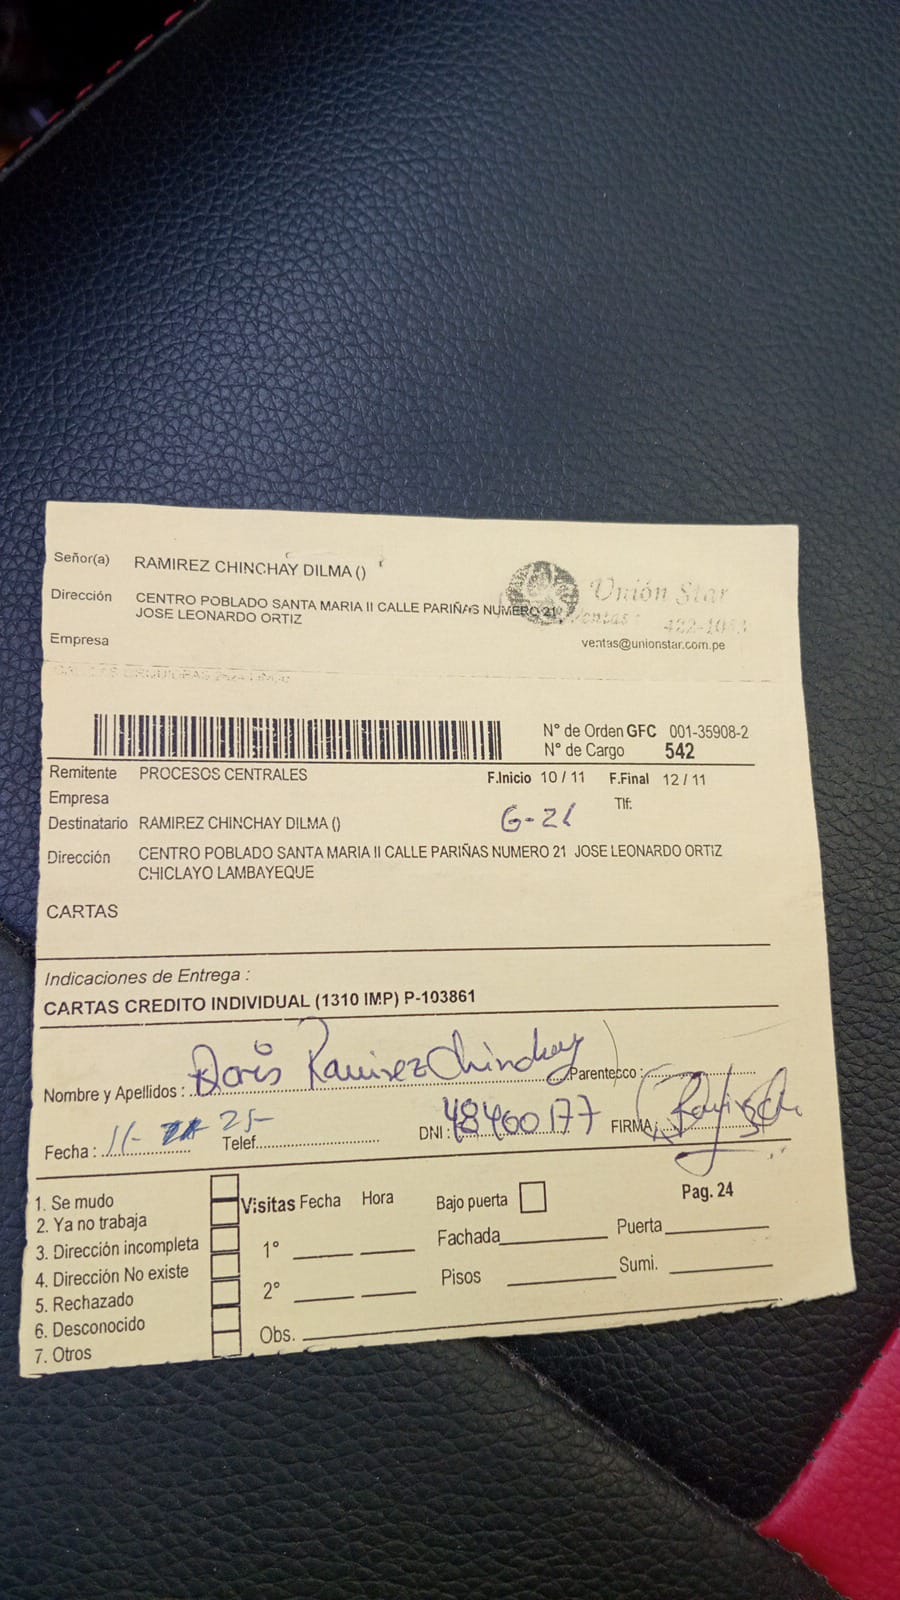 Señor(a) RAMIREZ CHINCHAY DILMA ()
Dirección CENTRO POBLADO SANTA MARIA II CALLE PARIÑAS NUMERO 21
JOSE LEONARDO ORTIZ
Unión Star
Ventas:
ventas@unionstar.com.pe
Empresa
N° de Orden GFC 001-35908-2
N° de Cargo 542
Remitente PROCESOS CENTRALES F.Inicio 10 / 11 F.Final 12 / 11
Empresa Tlf:
G-21
Destinatario RAMIREZ CHINCHAY DILMA ()
Dirección CENTRO POBLADO SANTA MARIA II CALLE PARIÑAS NUMERO 21 JOSE LEONARDO ORTIZ
CHICLAYO LAMBAYEQUE
CARTAS
Indicaciones de Entrega :
CARTAS CREDITO INDIVIDUAL (1310 IMP) P-103861
Nombre y Apellidos : Doris Ramirez Chinchay Parentesco :
Fecha : 11- 25- Telef. DNI : 48460177 FIRMA:
1. Se mudo
2. Ya no trabaja
3. Dirección incompleta
4. Dirección No existe
5. Rechazado
6. Desconocido
7. Otros
Visitas Fecha Hora
1°
2°
Obs.
Bajo puerta Pag. 24
Fachada Puerta
Pisos Sumi.